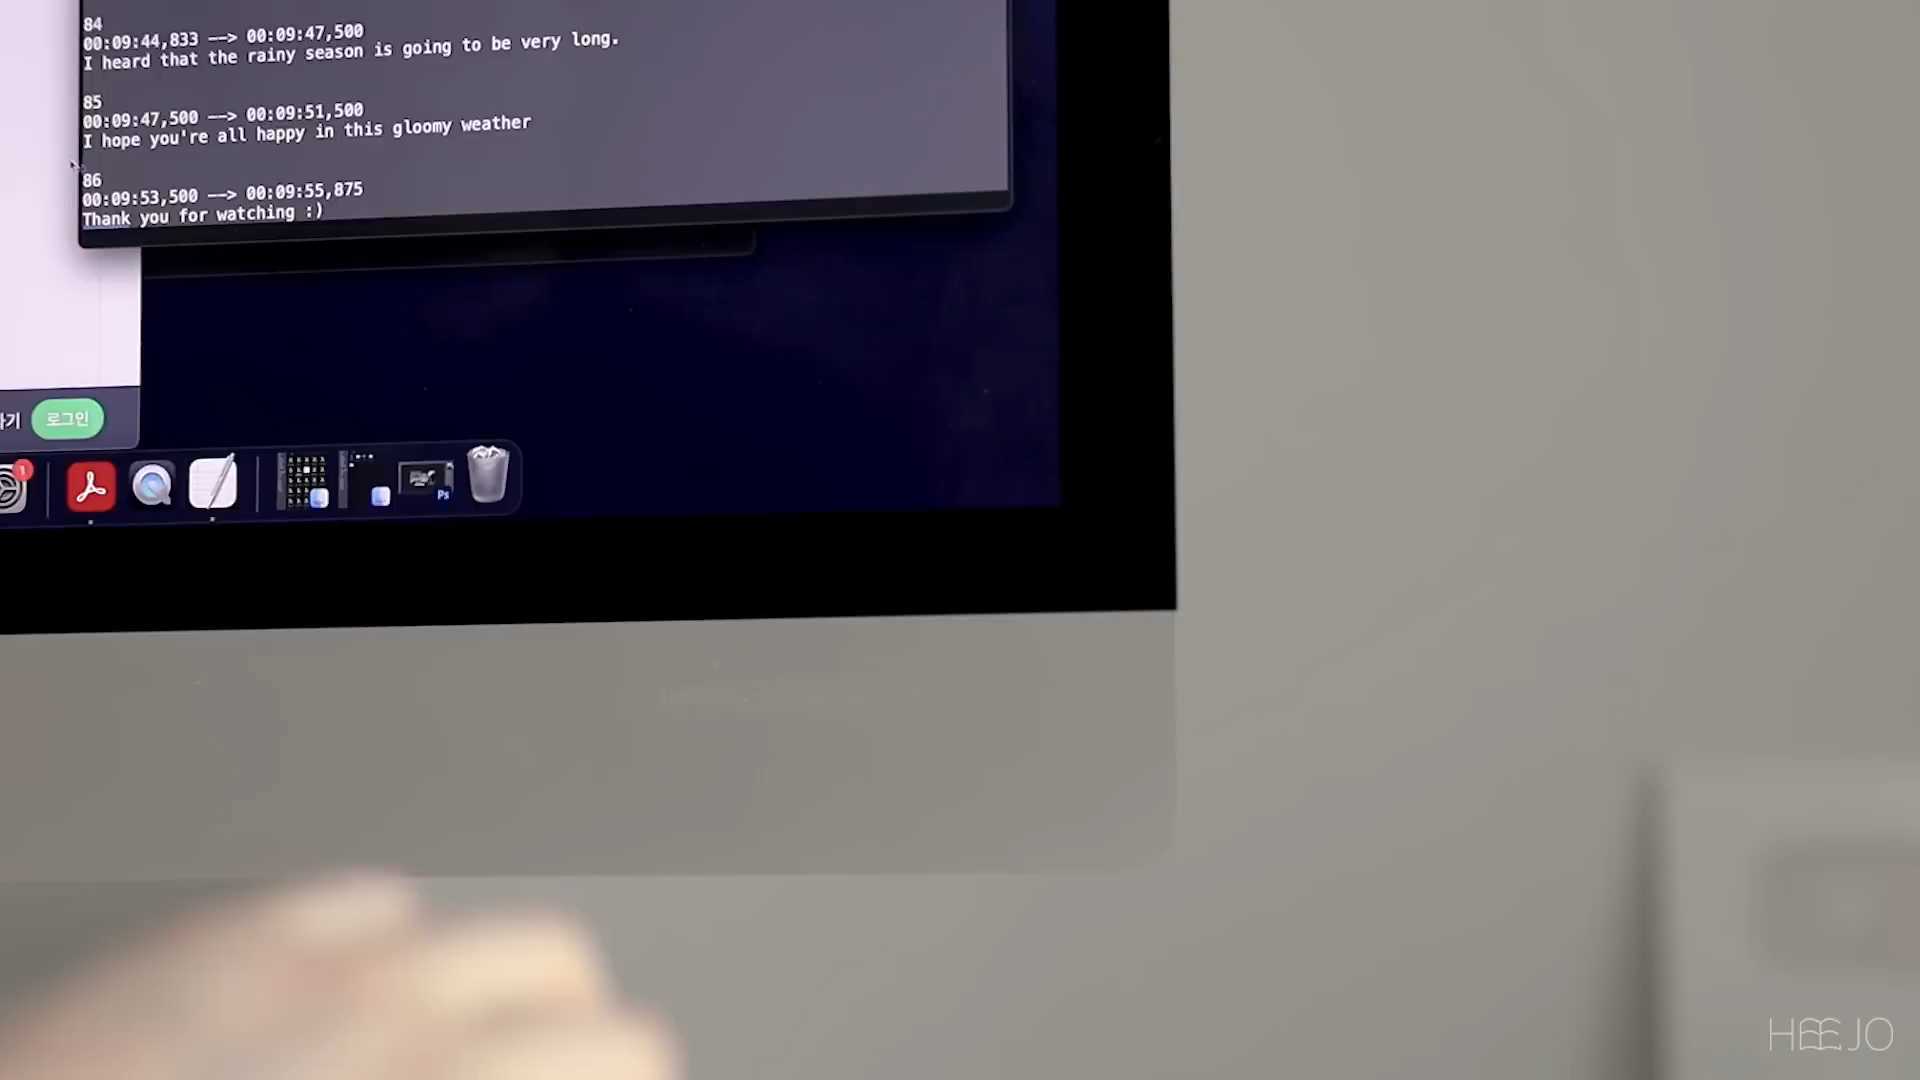 84
00:09:44,833 --> 00:09:47,500
I heard that the rainy season is going to be very long.
85
00:09:47,500 --> 00:09:51,500
I hope you're all happy in this gloomy weather
86
00:09:53,500 --> 00:09:55,875
Thank you for watching :)
로그인
1
Ps
HEEJO